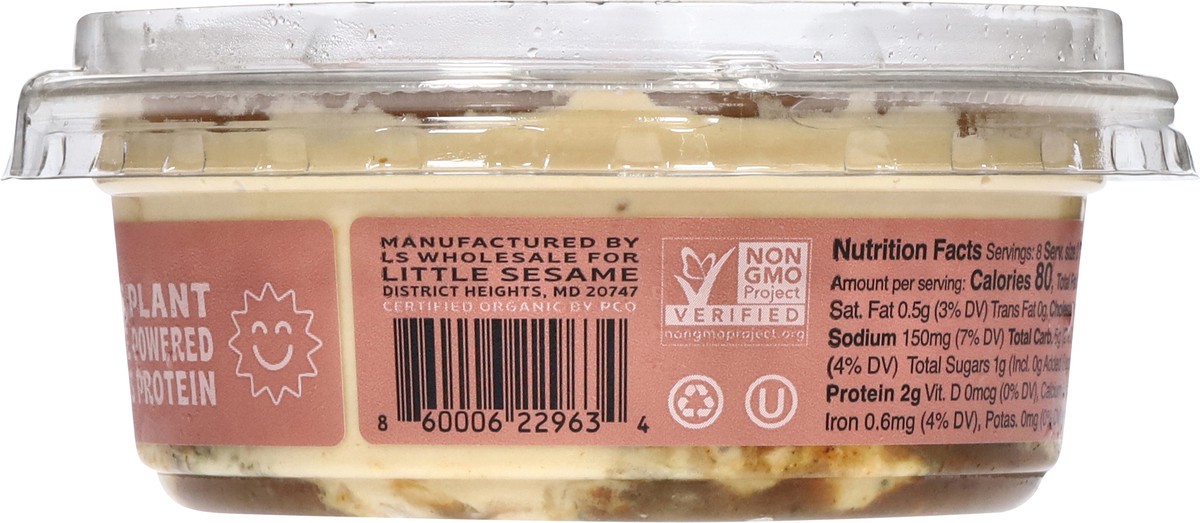 PLANT
POWERED
PROTEIN
MANUFACTURED BY
LS WHOLESALE FOR
LITTLE SESAME
DISTRICT HEIGHTS, MD 20747
CERTIFIED ORGANIC BY PCO
8 60006 22963 4
NON
GMO
Project
VERIFIED
nongmoproject.org
U
Nutrition Facts Servings: 8 Serv. size:
Amount per serving: Calories 80, Total
Sat. Fat 0.5g (3% DV) Trans Fat 0g,
Sodium 150mg (7% DV) Total Carb.
(4% DV) Total Sugars 1g (Incl. 0g Added
Protein 2g Vit. D 0mcg (0% DV),
Iron 0.6mg (4% DV), Potas. 0mg